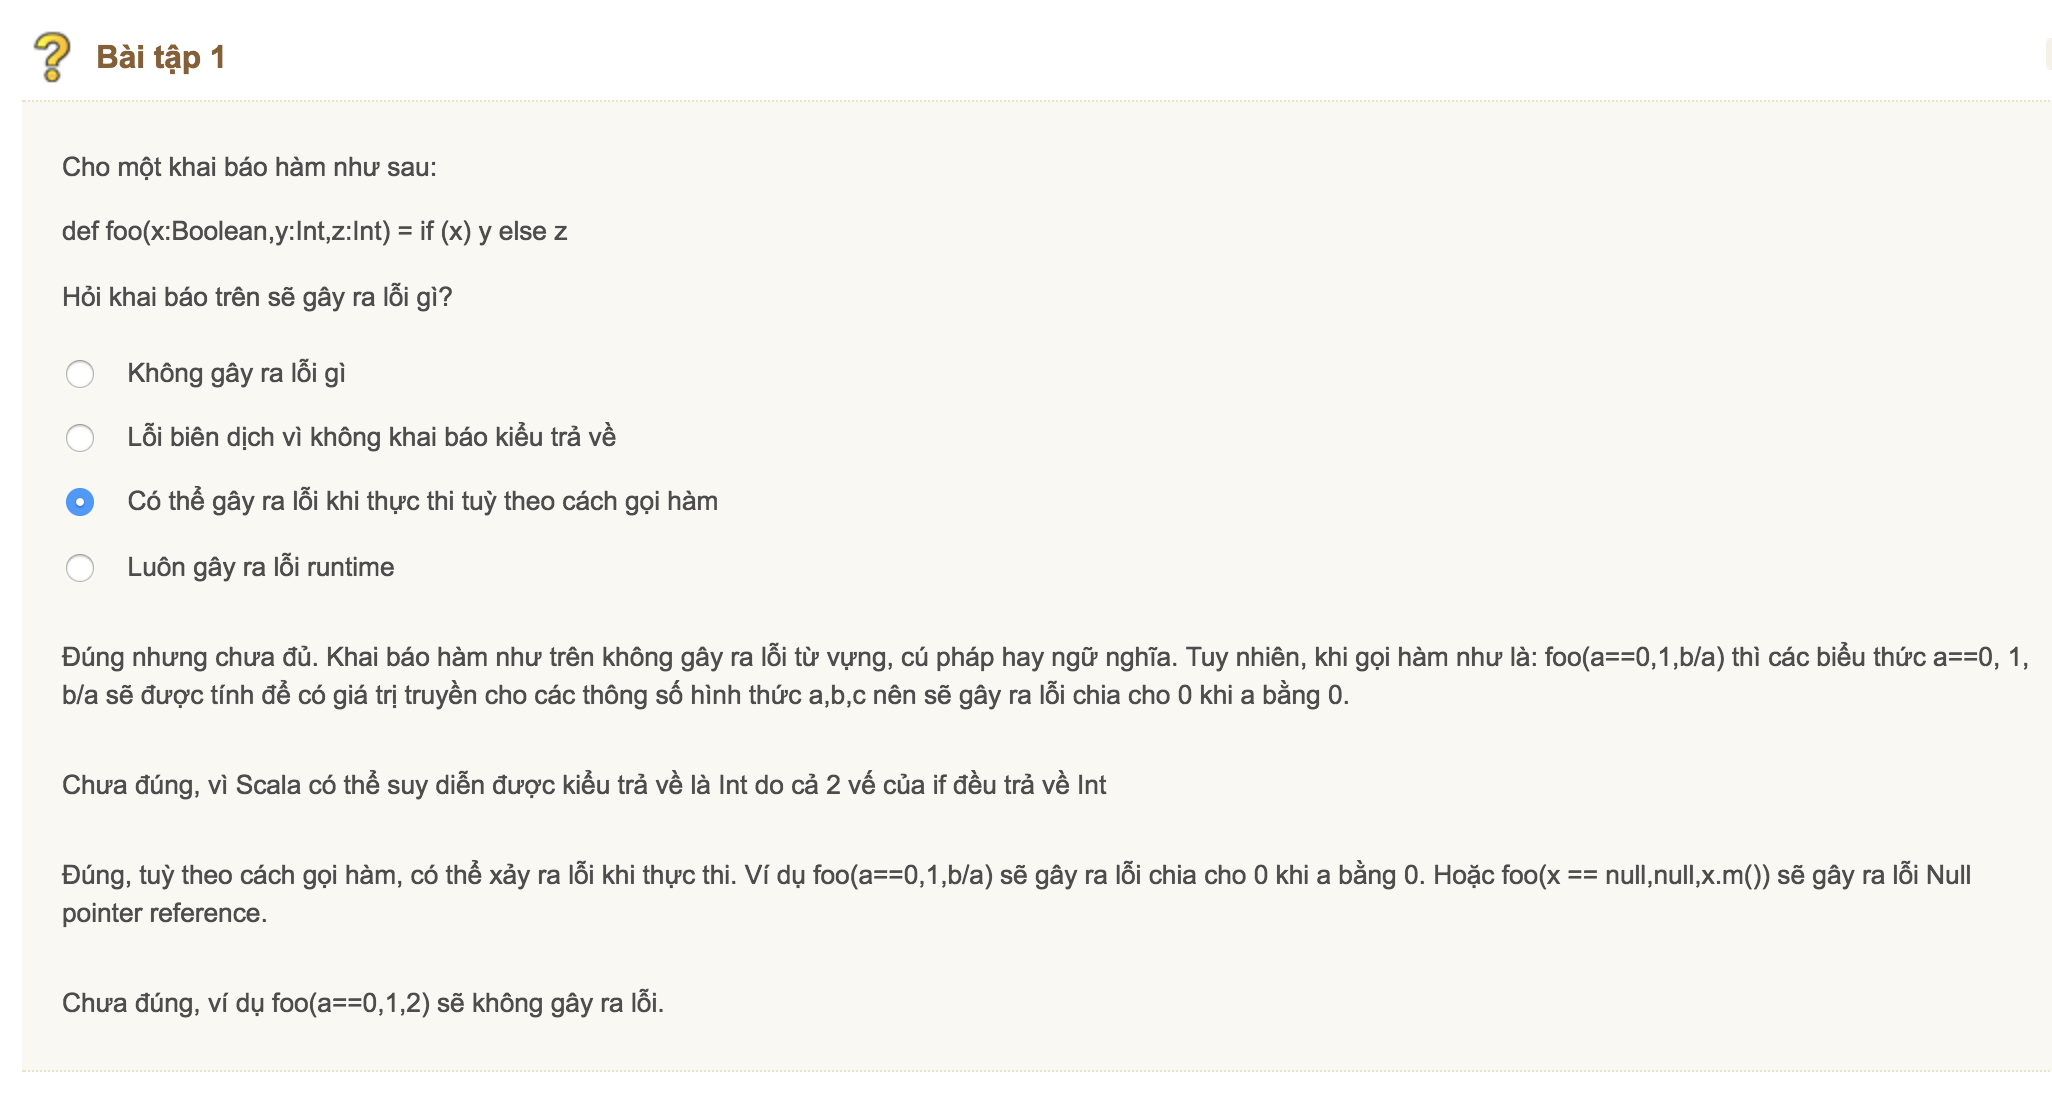 Bài tập 1
Cho một khai báo hàm như sau:
def foo(x:Boolean,y:Int,z:Int) = if (x) y else z
Hỏi khai báo trên sẽ gây ra lỗi gì?
Không gây ra lỗi gì
Lỗi biên dịch vì không khai báo kiểu trả về
Có thể gây ra lỗi khi thực thi tuỳ theo cách gọi hàm
Luôn gây ra lỗi runtime
Đúng nhưng chưa đủ. Khai báo hàm như trên không gây ra lỗi từ vựng, cú pháp hay ngữ nghĩa. Tuy nhiên, khi gọi hàm như là: foo(a==0,1,b/a) thì các biểu thức a==0, 1,
b/a sẽ được tính để có giá trị truyền cho các thông số hình thức a,b,c nên sẽ gây ra lỗi chia cho 0 khi a bằng 0.
Chưa đúng, vì Scala có thể suy diễn được kiểu trả về là Int do cả 2 vế của if đều trả về Int
Đúng, tuỳ theo cách gọi hàm, có thể xảy ra lỗi khi thực thi. Ví dụ foo(a==0,1,b/a) sẽ gây ra lỗi chia cho 0 khi a bằng 0. Hoặc foo(x == null,null,x.m()) sẽ gây ra lỗi Null
pointer reference.
Chưa đúng, ví dụ foo(a==0,1,2) sẽ không gây ra lỗi.